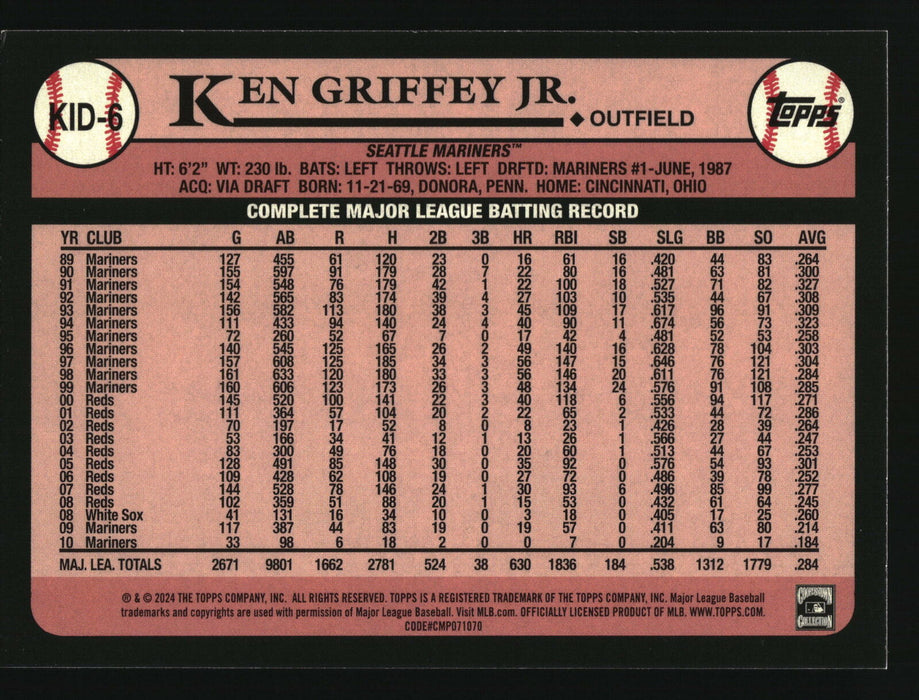 KID-6
KEN GRIFFEY JR.
◆ OUTFIELD
TOPPS®
SEATTLE MARINERS™
HT: 6'2" WT: 230 lb. BATS: LEFT THROWS: LEFT DRFTD: MARINERS #1-JUNE, 1987
ACQ: VIA DRAFT BORN: 11-21-69, DONORA, PENN. HOME: CINCINNATI, OHIO
COMPLETE MAJOR LEAGUE BATTING RECORD
YR CLUB G AB R H 2B 3B HR RBI SB SLG BB SO AVG
89 Mariners 127 455 61 120 23 0 16 61 16 .420 44 83 .264
90 Mariners 155 597 91 179 28 7 22 80 16 .481 63 81 .300
91 Mariners 154 548 76 179 42 1 22 100 18 .527 71 82 .327
92 Mariners 142 565 83 174 39 4 27 103 10 .535 44 67 .308
93 Mariners 156 582 113 180 38 3 45 109 17 .617 96 91 .309
94 Mariners 111 433 94 140 24 4 40 90 11 .674 56 73 .323
95 Mariners 72 260 52 67 7 0 17 42 4 .481 52 53 .258
96 Mariners 140 545 125 165 26 2 49 140 16 .628 78 104 .303
97 Mariners 157 608 125 185 34 3 56 147 15 .646 76 121 .304
98 Mariners 161 633 120 180 33 3 56 146 20 .611 76 121 .284
99 Mariners 160 606 123 173 26 3 48 134 24 .576 91 108 .285
00 Reds 145 520 100 141 22 3 40 118 6 .556 94 117 .271
01 Reds 111 364 57 104 20 2 22 65 2 .533 44 72 .286
02 Reds 70 197 17 52 8 0 8 23 1 .426 28 39 .264
03 Reds 53 166 34 41 12 1 13 26 1 .566 27 44 .247
04 Reds 83 300 49 76 18 0 20 60 1 .513 44 67 .253
05 Reds 128 491 85 148 30 0 35 92 0 .576 54 93 .301
06 Reds 109 428 62 108 19 0 27 72 0 .486 39 78 .252
07 Reds 144 528 78 146 24 1 30 93 6 .496 85 99 .277
08 Reds 102 359 51 88 20 1 15 53 0 .432 61 64 .245
08 White Sox 41 131 16 34 10 0 3 18 0 .405 17 25 .260
09 Mariners 117 387 44 83 19 0 19 57 0 .411 63 80 .214
10 Mariners 33 98 6 18 2 0 0 7 0 .204 9 17 .184
MAJ. LEA. TOTALS 2671 9801 1662 2781 524 38 630 1836 184 .538 1312 1779 .284
® & © 2024 THE TOPPS COMPANY, INC. ALL RIGHTS RESERVED. TOPPS IS A REGISTERED TRADEMARK OF THE TOPPS COMPANY, INC. Major League Baseball
trademarks and copyrights are used with permission of Major League Baseball. Visit MLB.com. OFFICIALLY LICENSED PRODUCT OF MLB. WWW.TOPPS.COM.
CODE#CMP071070
COOPERSTOWN
COLLECTION